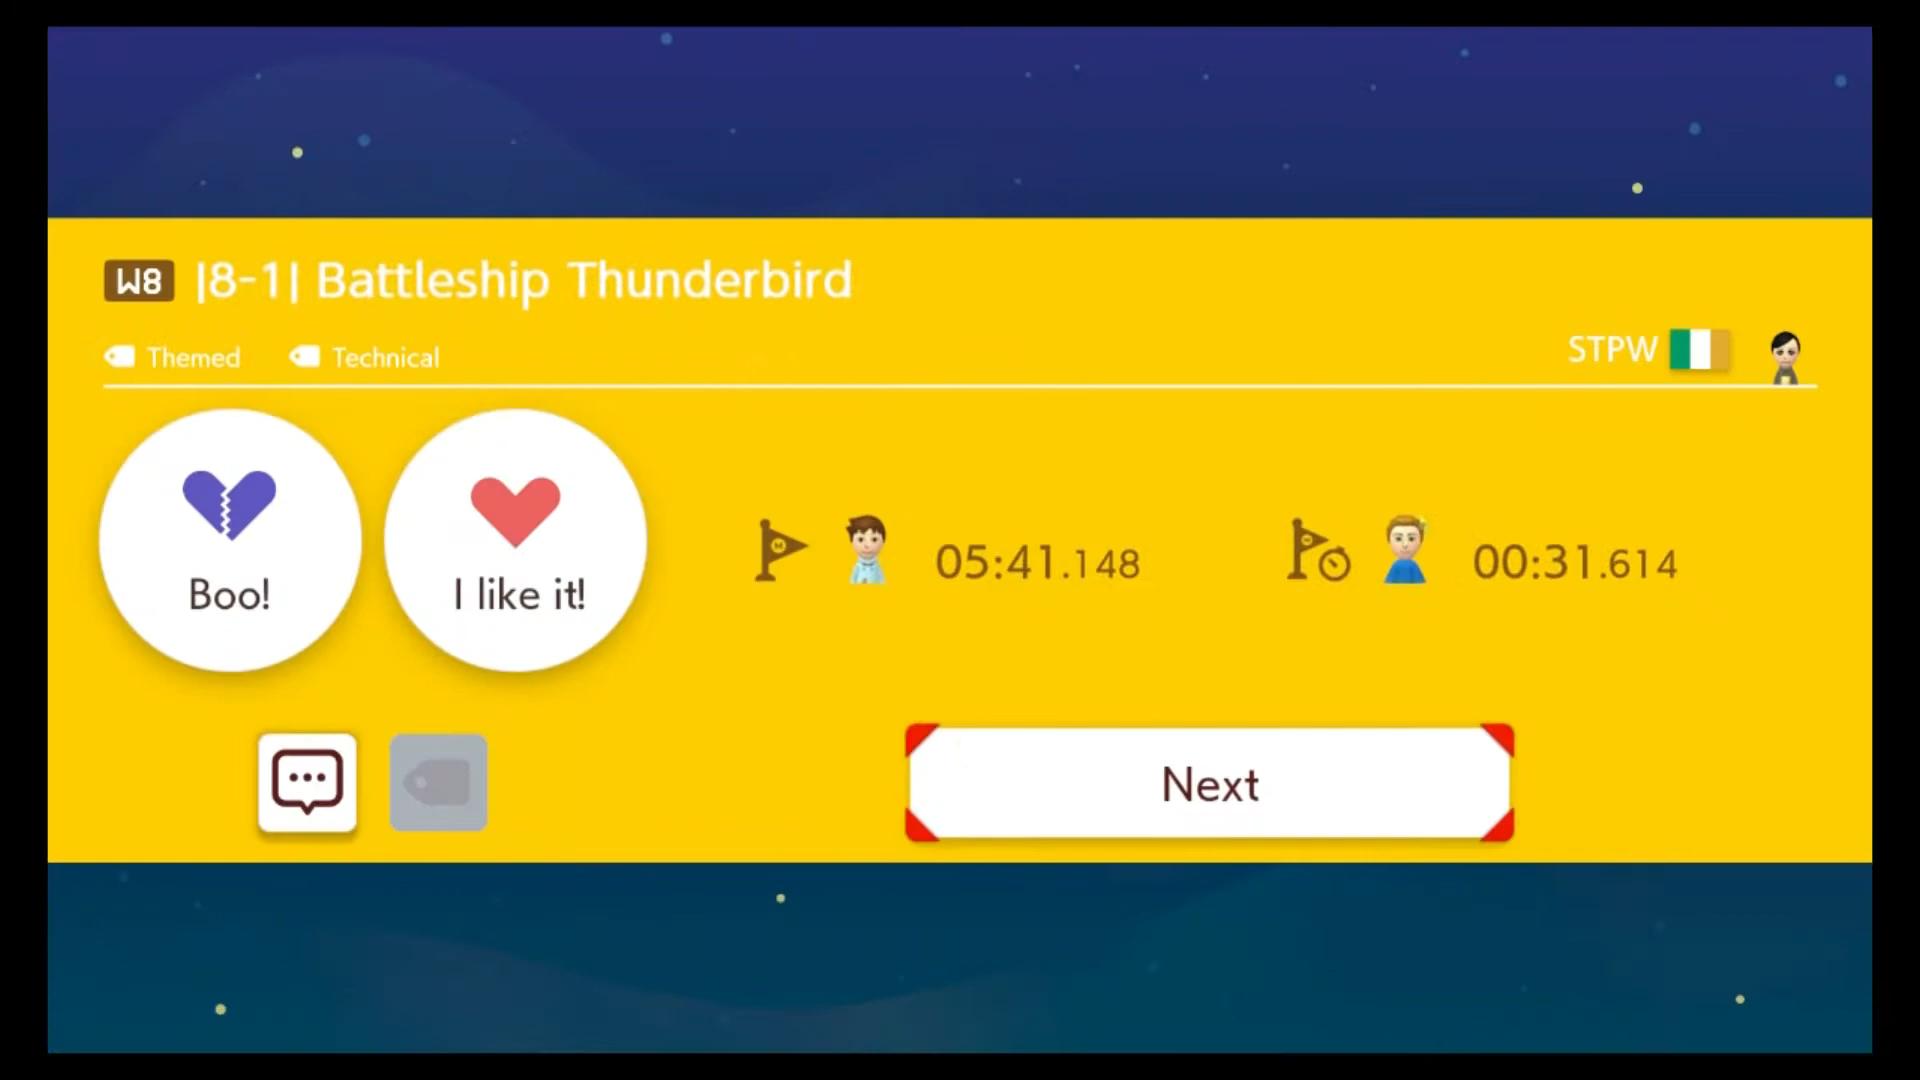 W8 |8-1| Battleship Thunderbird
Themed Technical
STPW
Boo!
I like it!
M 05:41.148
M 00:31.614
Next